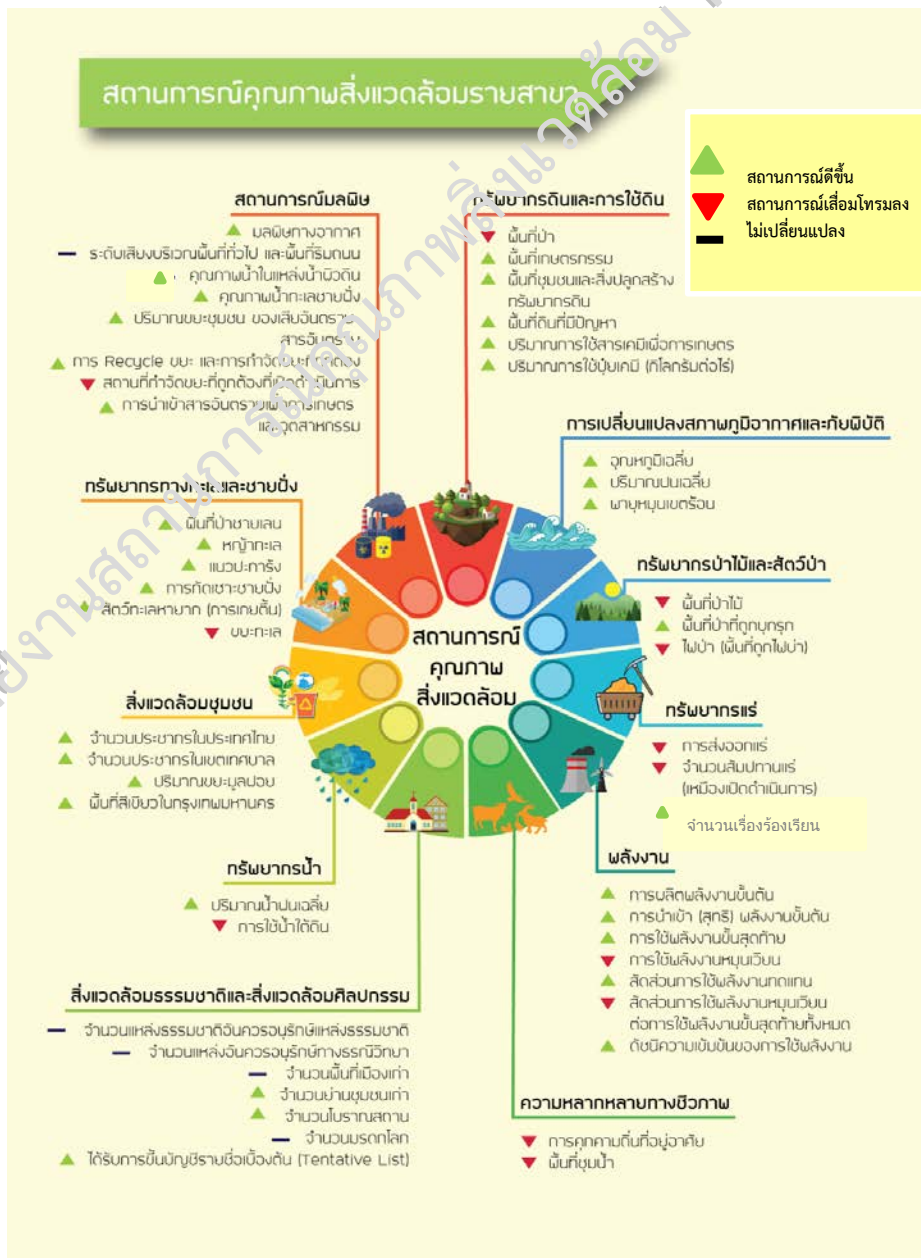 สถานการณ์คุณภาพสิ่งแวดล้อมรายสาขา
สถานการณ์ดีขึ้น
สถานการณ์เสื่อมโทรมลง
ไม่เปลี่ยนแปลง
สถานการณ์มลพิษ
มลพิษทางอากาศ
ระดับเสียงบริเวณพื้นที่ทั่วไป และพื้นที่ริมถนน
คุณภาพน้ำในแหล่งน้ำผิวดิน
คุณภาพน้ำทะเลชายฝั่ง
ปริมาณขยะชุมชน ของเสียอันตราย
สารอันตราย
การ Recycle ขยะ และการกำจัดขยะที่ถูกต้อง
สถานที่กำจัดขยะที่ถูกต้องที่เปิดดำเนินการ
การนำเข้าสารอันตรายเพื่อการเกษตร
และอุตสาหกรรม
ทรัพยากรดินและการใช้ดิน
พื้นที่ป่า
พื้นที่เกษตรกรรม
พื้นที่ชุมชนและสิ่งปลูกสร้าง
ทรัพยากรดิน
พื้นที่ดินที่มีปัญหา
ปริมาณการใช้สารเคมีเพื่อการเกษตร
ปริมาณการใช้ปุ๋ยเคมี (กิโลกรัมต่อไร่)
การเปลี่ยนแปลงสภาพภูมิอากาศและภัยพิบัติ
อุณหภูมิเฉลี่ย
ปริมาณฝนเฉลี่ย
พายุหมุนเขตร้อน
ทรัพยากรทางทะเลและชายฝั่ง
พื้นที่ป่าชายเลน
หญ้าทะเล
แนวปะการัง
การกัดเซาะชายฝั่ง
สัตว์ทะเลหายาก (การเกยตื้น)
ขยะทะเล
ทรัพยากรป่าไม้และสัตว์ป่า
พื้นที่ป่าไม้
พื้นที่ป่าที่ถูกบุกรุก
ไฟป่า (พื้นที่ถูกไฟป่า)
สถานการณ์
คุณภาพ
สิ่งแวดล้อม
สิ่งแวดล้อมชุมชน
จำนวนประชากรในประเทศไทย
จำนวนประชากรในเขตเทศบาล
ปริมาณขยะมูลฝอย
พื้นที่สีเขียวในกรุงเทพมหานคร
ทรัพยากรแร่
การส่งออกแร่
จำนวนสัมปทานแร่
(เหมืองเปิดดำเนินการ)
จำนวนเรื่องร้องเรียน
ทรัพยากรน้ำ
ปริมาณน้ำฝนเฉลี่ย
การใช้น้ำใต้ดิน
พลังงาน
การผลิตพลังงานขั้นต้น
การนำเข้า (สุทธิ) พลังงานขั้นต้น
การใช้พลังงานขั้นสุดท้าย
การใช้พลังงานหมุนเวียน
สัดส่วนการใช้พลังงานทดแทน
สัดส่วนการใช้พลังงานหมุนเวียน
ต่อการใช้พลังงานขั้นสุดท้ายทั้งหมด
ดัชนีความเข้มข้นของการใช้พลังงาน
สิ่งแวดล้อมธรรมชาติและสิ่งแวดล้อมศิลปกรรม
จำนวนแหล่งธรรมชาติอันควรอนุรักษ์แหล่งธรรมชาติ
จำนวนแหล่งอันควรอนุรักษ์ทางธรณีวิทยา
จำนวนพื้นที่เมืองเก่า
จำนวนย่านชุมชนเก่า
จำนวนโบราณสถาน
จำนวนมรดกโลก
ได้รับการขึ้นบัญชีรายชื่อเบื้องต้น (Tentative List)
ความหลากหลายทางชีวภาพ
การคุกคามถิ่นที่อยู่อาศัย
พื้นที่ชุ่มน้ำ